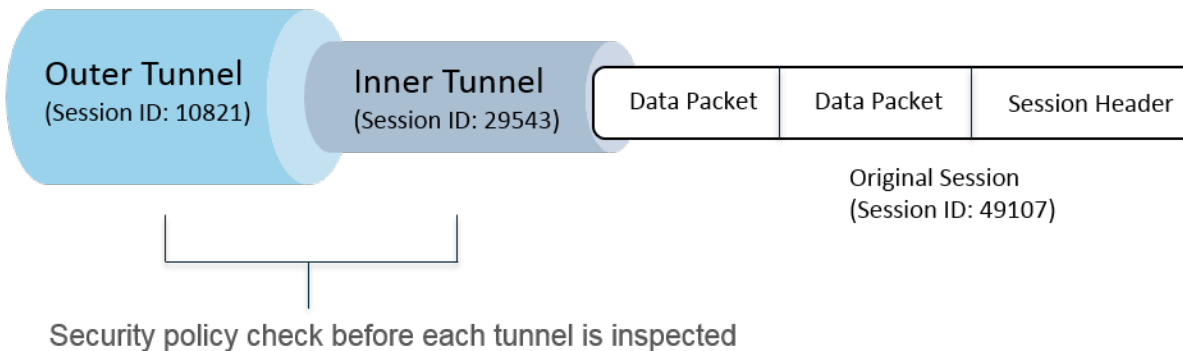 Outer Tunnel
(Session ID: 10821)
Inner Tunnel
(Session ID: 29543)
Data Packet
Data Packet
Session Header
Original Session
(Session ID: 49107)
Security policy check before each tunnel is inspected